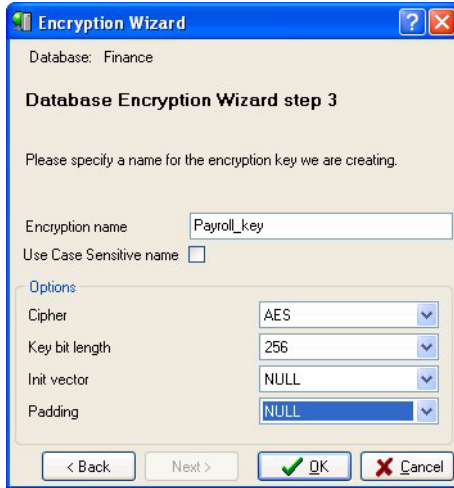 Encryption Wizard
Database: Finance
Database Encryption Wizard step 3
Please specify a name for the encryption key we are creating.
Encryption name Payroll_key
Use Case Sensitive name
Options
Cipher AES
Key bit length 256
Init vector NULL
Padding NULL
< Back Next > OK Cancel